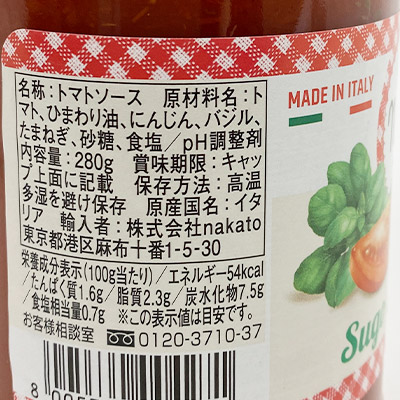 名称:トマトソース 原材料名:ト
マト、ひまわり油、にんじん、バジル、
たまねぎ、砂糖、食塩/pH調整剤
内容量:280g 賞味期限:キャッ
プ上面に記載 保存方法:高温
多湿を避け保存 原産国名:イタ
リア 輸入者:株式会社nakato
東京都港区麻布十番1-5-30
栄養成分表示(100g当たり)/エネルギー54kcal
/たんぱく質1.6g/脂質2.3g/炭水化物7.5g
/食塩相当量0.7g ※この表示値は目安です。
お客様相談室 0120-3710-37
MADE IN ITALY